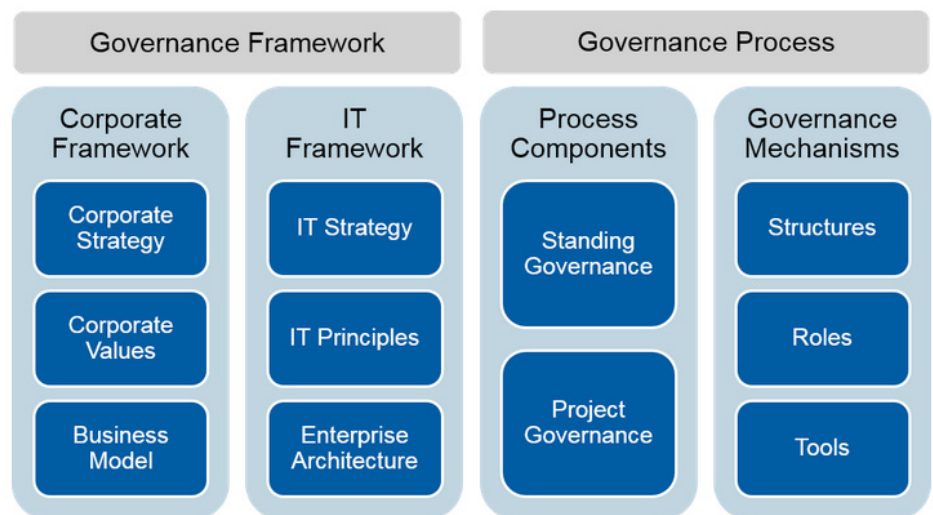 Governance Framework
Governance Process
Corporate
Framework
Corporate
Strategy
Corporate
Values
Business
Model
IT
Framework
IT Strategy
IT Principles
Enterprise
Architecture
Process
Components
Standing
Governance
Project
Governance
Governance
Mechanisms
Structures
Roles
Tools